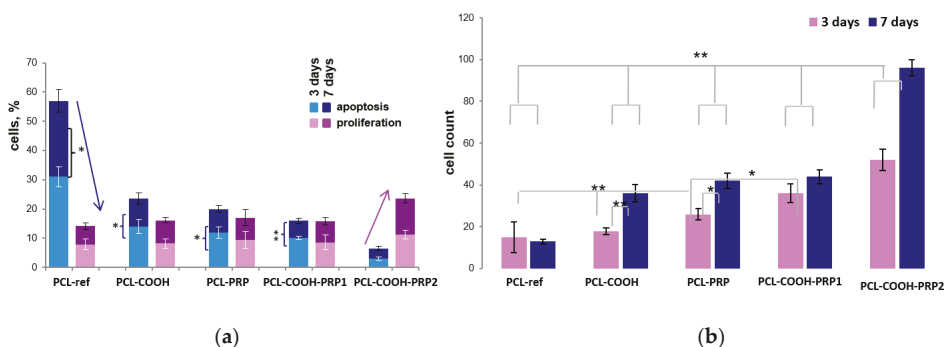 cells, %
70
60
50
40
30
20
10
0
3 days
7 days
apoptosis
proliferation
*
*
*
**
PCL-ref
PCL-COOH
PCL-PRP
PCL-COOH-PRP1
PCL-COOH-PRP2
(a)
3 days
7 days
cell count
120
100
80
60
40
20
0
**
**
**
*
*
PCL-ref
PCL-COOH
PCL-PRP
PCL-COOH-PRP1
PCL-COOH-PRP2
(b)